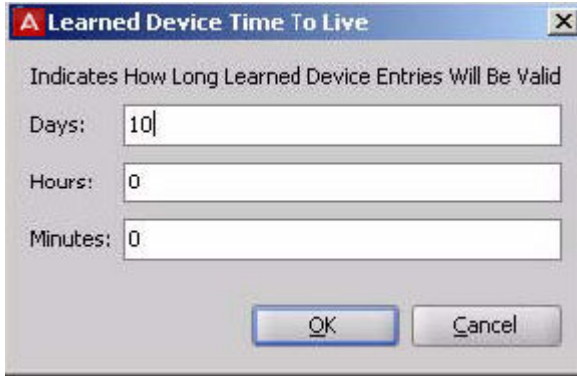 A Learned Device Time To Live
Indicates How Long Learned Device Entries Will Be Valid
Days: 10
Hours: 0
Minutes: 0
OK Cancel